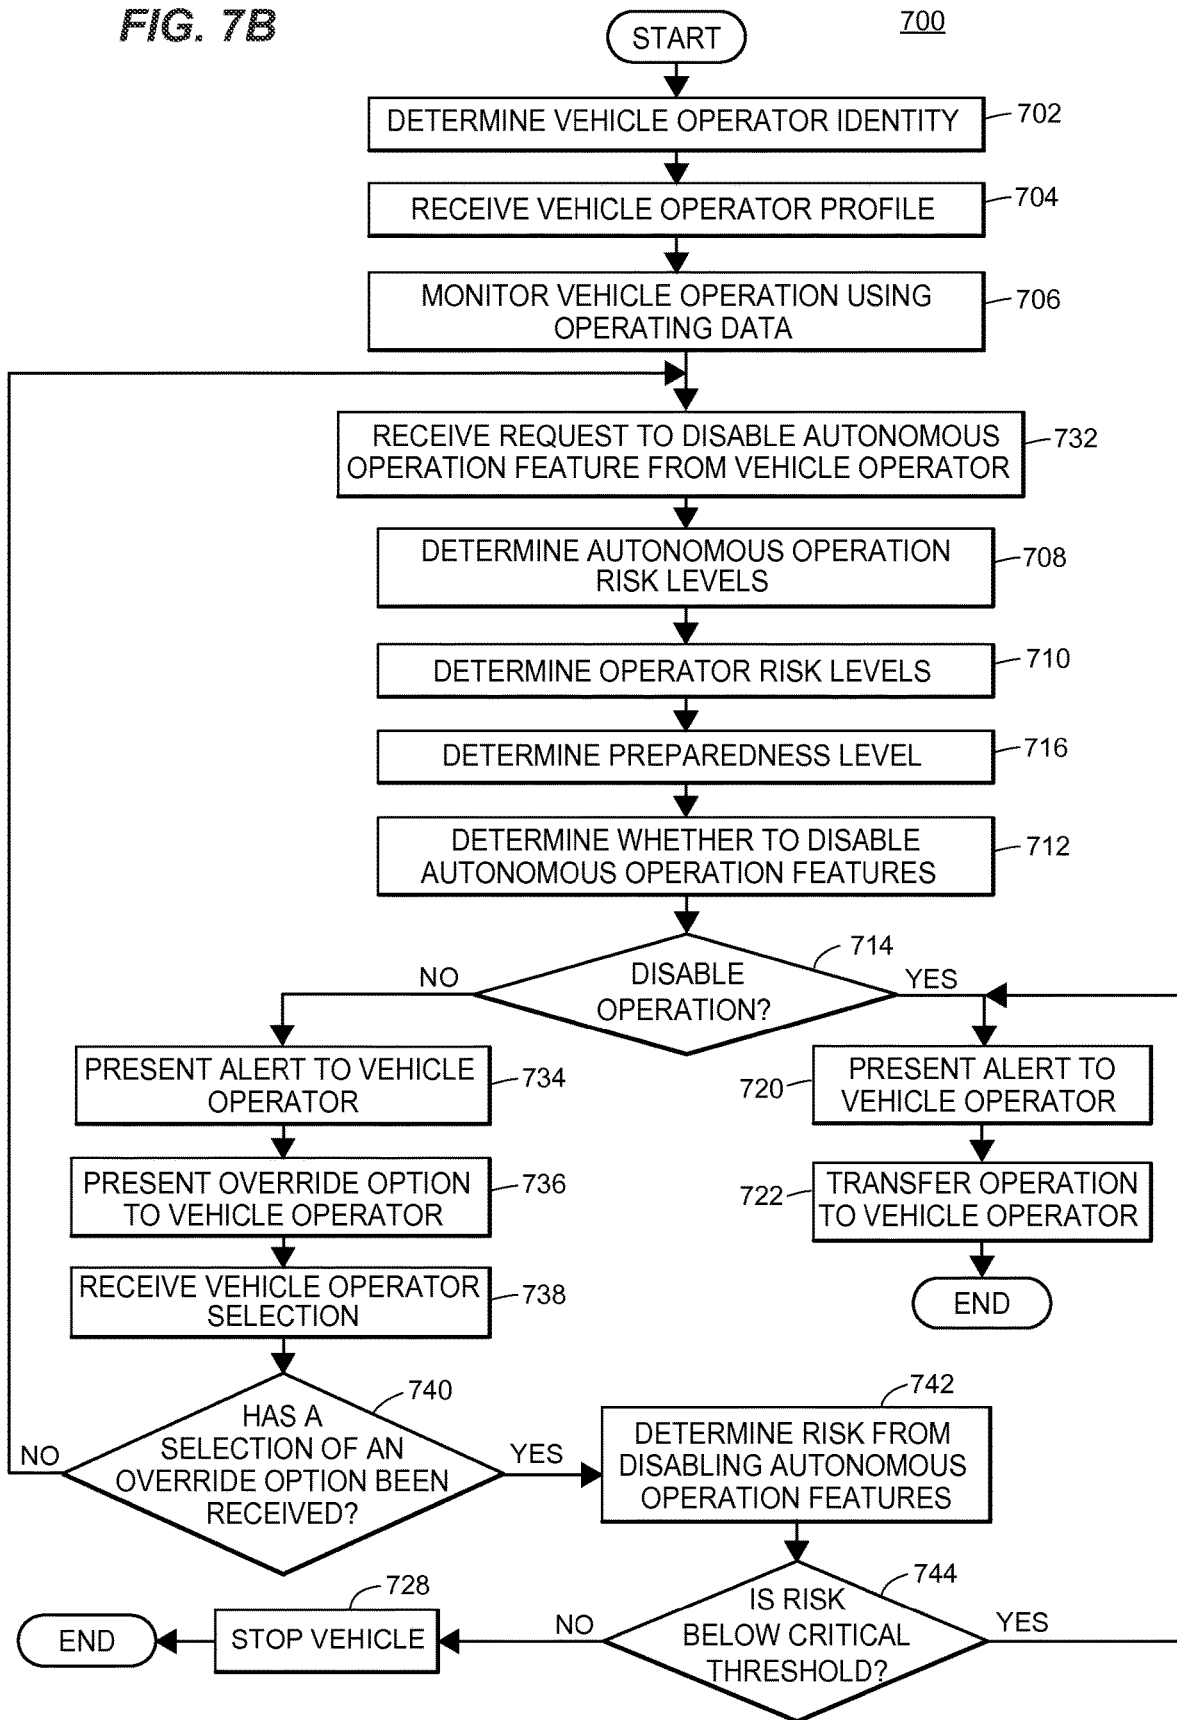 FIG. 7B
700
START
DETERMINE VEHICLE OPERATOR IDENTITY
702
RECEIVE VEHICLE OPERATOR PROFILE
704
MONITOR VEHICLE OPERATION USING
OPERATING DATA
706
RECEIVE REQUEST TO DISABLE AUTONOMOUS
OPERATION FEATURE FROM VEHICLE OPERATOR
732
DETERMINE AUTONOMOUS OPERATION
RISK LEVELS
708
DETERMINE OPERATOR RISK LEVELS
710
DETERMINE PREPAREDNESS LEVEL
716
DETERMINE WHETHER TO DISABLE
AUTONOMOUS OPERATION FEATURES
712
DISABLE
OPERATION?
714
NO
YES
PRESENT ALERT TO VEHICLE
OPERATOR
734
720
PRESENT ALERT TO
VEHICLE OPERATOR
PRESENT OVERRIDE OPTION
TO VEHICLE OPERATOR
736
722
TRANSFER OPERATION
TO VEHICLE OPERATOR
RECEIVE VEHICLE OPERATOR
SELECTION
738
END
HAS A
SELECTION OF AN
OVERRIDE OPTION BEEN
RECEIVED?
740
NO
YES
742
DETERMINE RISK FROM
DISABLING AUTONOMOUS
OPERATION FEATURES
744
IS RISK
BELOW CRITICAL
THRESHOLD?
NO
YES
728
STOP VEHICLE
END